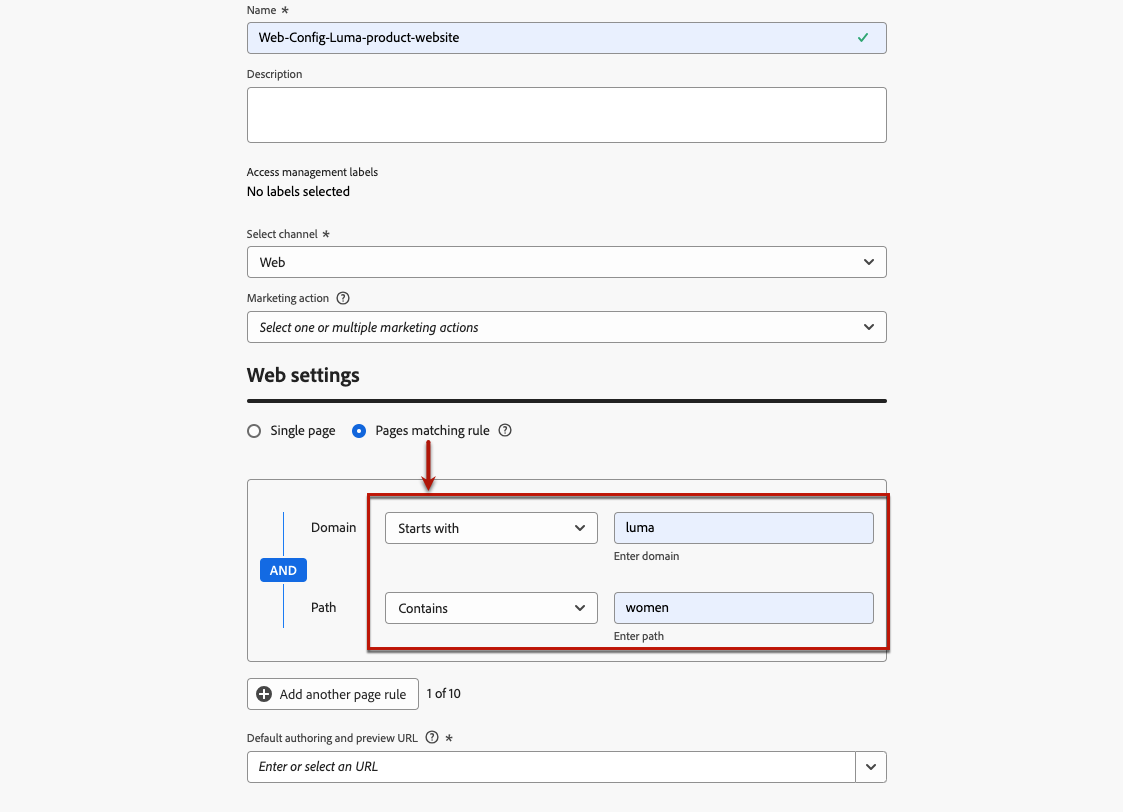 Name *
Web-Config-Luma-product-website
Description
Access management labels
No labels selected
Select channel *
Web
Marketing action ?
Select one or multiple marketing actions
Web settings
Single page Pages matching rule ?
Domain Starts with luma
Enter domain
AND
Path Contains women
Enter path
Add another page rule 1 of 10
Default authoring and preview URL ? *
Enter or select an URL